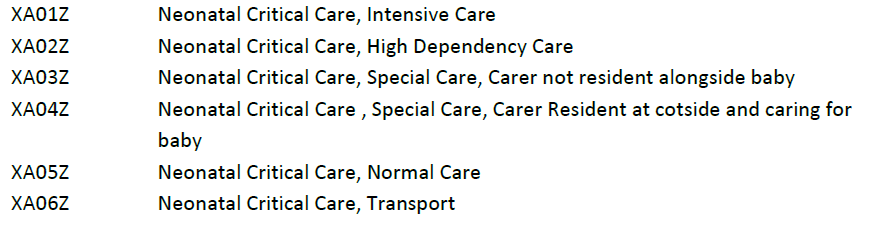 XA01Z Neonatal Critical Care, Intensive Care
XA02Z Neonatal Critical Care, High Dependency Care
XA03Z Neonatal Critical Care, Special Care, Carer not resident alongside baby
XA04Z Neonatal Critical Care , Special Care, Carer Resident at cotside and caring for
baby
XA05Z Neonatal Critical Care, Normal Care
XA06Z Neonatal Critical Care, Transport